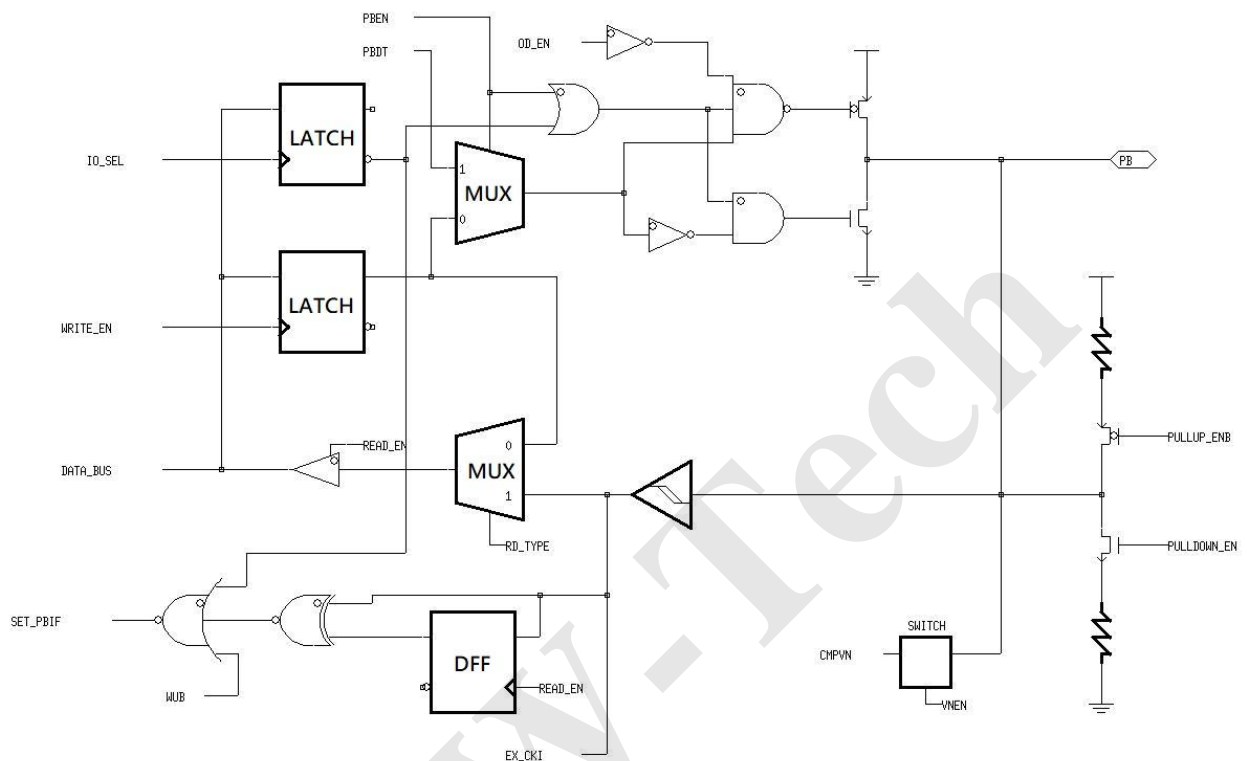 PBEN
PBDT
OD_EN
LATCH
IO_SEL
1
MUX
0
PB
LATCH
WRITE_EN
READ_EN
0
DATA_BUS
MUX
1
RD_TYPE
PULLUP_ENB
PULLDOWN_EN
SET_PBIF
DFF
READ_EN
WUB
EX_CKI
SWITCH
CMPVN
VNEN
-Tech